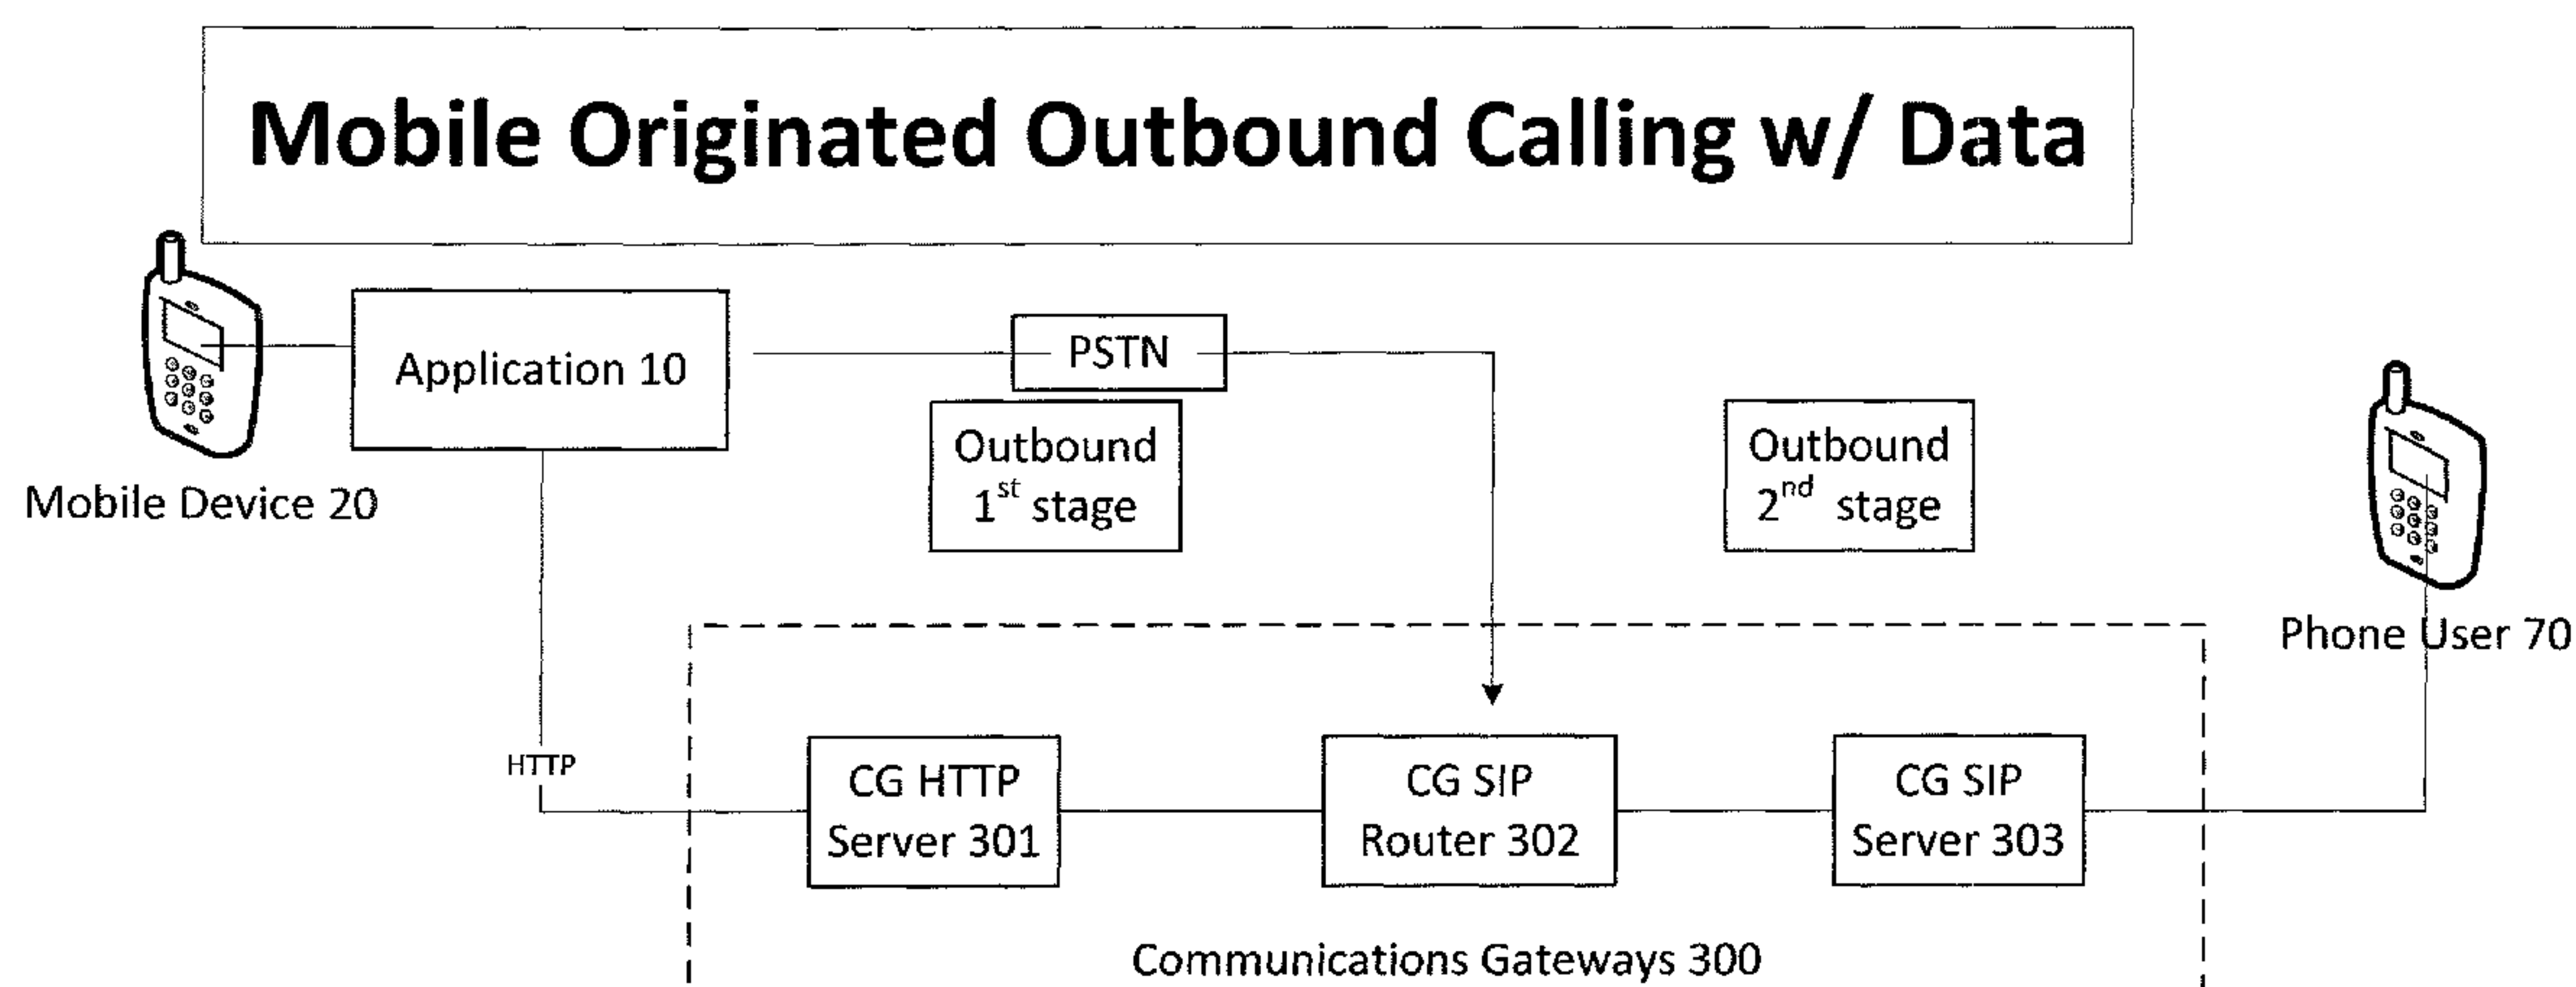 Mobile Originated Outbound Calling w/ Data
Application 10
PSTN
Outbound
1st stage
Outbound
2nd stage
Mobile Device 20
Phone User 70
HTTP
CG HTTP
Server 301
CG SIP
Router 302
CG SIP
Server 303
Communications Gateways 300